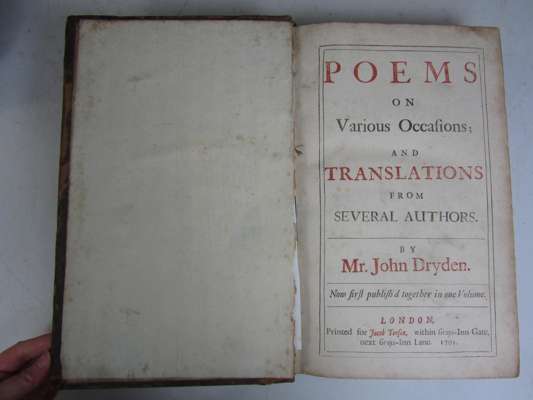 POEMS
ON
Various Occaſions;
AND
TRANSLATIONS
FROM
SEVERAL AUTHORS.
BY
Mr. John Dryden.
Now firſt publiſh'd together in one Volume.
LONDON,
Printed for Jacob Tonſon, within Grays-Inn Gate,
next Grays-Inn Lane. 1701.